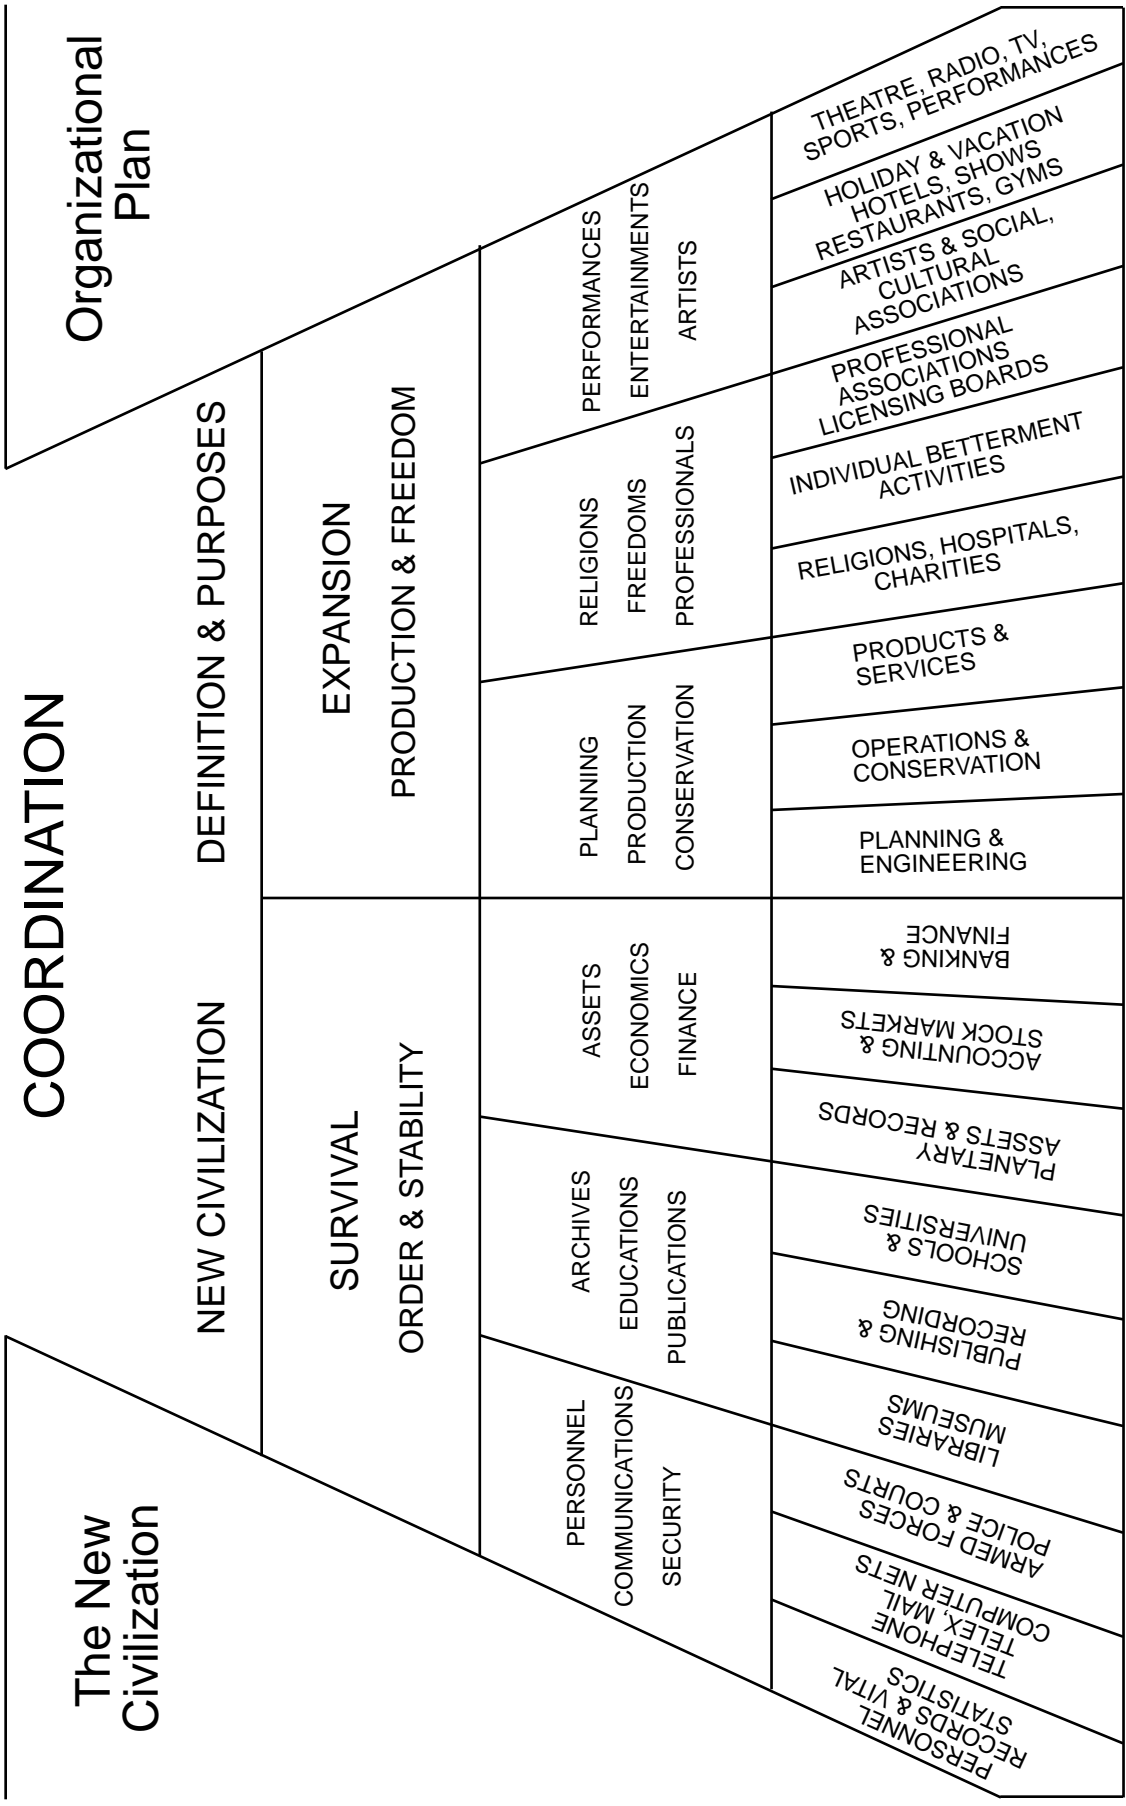 The New
Civilization
Organizational
Plan
COORDINATION
NEW CIVILIZATION
DEFINITION & PURPOSES
SURVIVAL
ORDER & STABILITY
EXPANSION
PRODUCTION & FREEDOM
PERSONNEL
COMMUNICATIONS
SECURITY
ARCHIVES
EDUCATIONS
PUBLICATIONS
ASSETS
ECONOMICS
FINANCE
PLANNING
PRODUCTION
CONSERVATION
RELIGIONS
FREEDOMS
PROFESSIONALS
PERFORMANCES
ENTERTAINMENTS
ARTISTS
PERSONNEL
RECORDS & VITAL
STATISTICS
TELEPHONE
TELEX, MAIL
COMPUTER NETS
ARMED FORCES
POLICE & COURTS
LIBRARIES
MUSEUMS
PUBLISHING &
RECORDING
SCHOOLS &
UNIVERSITIES
PLANETARY
ASSETS & RECORDS
ACCOUNTING &
STOCK MARKETS
BANKING &
FINANCE
PLANNING &
ENGINEERING
OPERATIONS &
CONSERVATION
PRODUCTS &
SERVICES
RELIGIONS, HOSPITALS,
CHARITIES
INDIVIDUAL BETTERMENT
ACTIVITIES
PROFESSIONAL
ASSOCIATIONS
LICENSING BOARDS
ARTISTS & SOCIAL,
CULTURAL
ASSOCIATIONS
HOLIDAY & VACATION
HOTELS, SHOWS
RESTAURANTS, GYMS
THEATRE, RADIO, TV,
SPORTS, PERFORMANCES